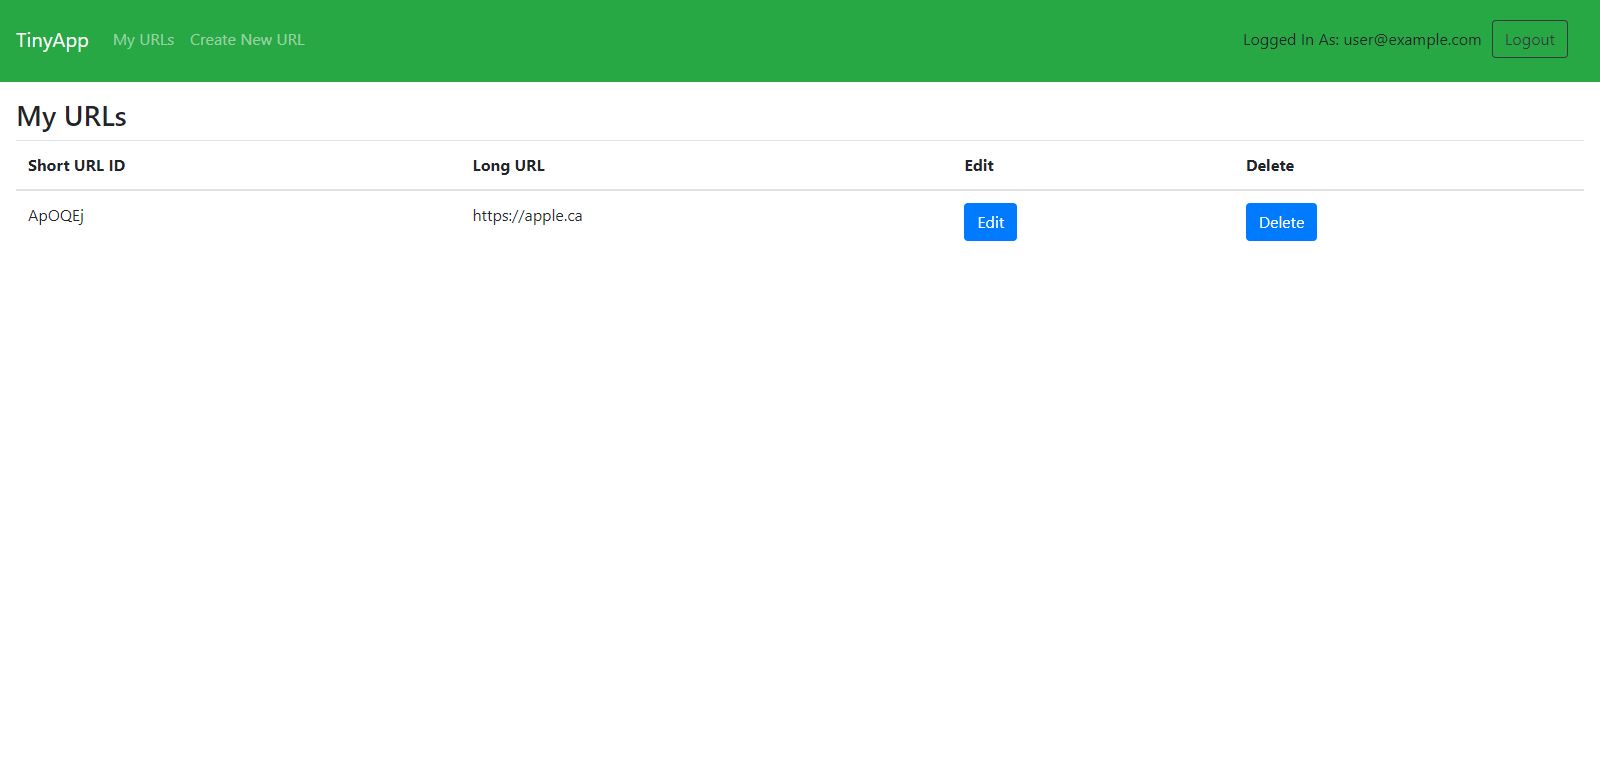 TinyApp My URLs Create New URL Logged In As: user@example.com Logout
My URLs
Short URL ID Long URL Edit Delete
ApOQEj https://apple.ca Edit Delete